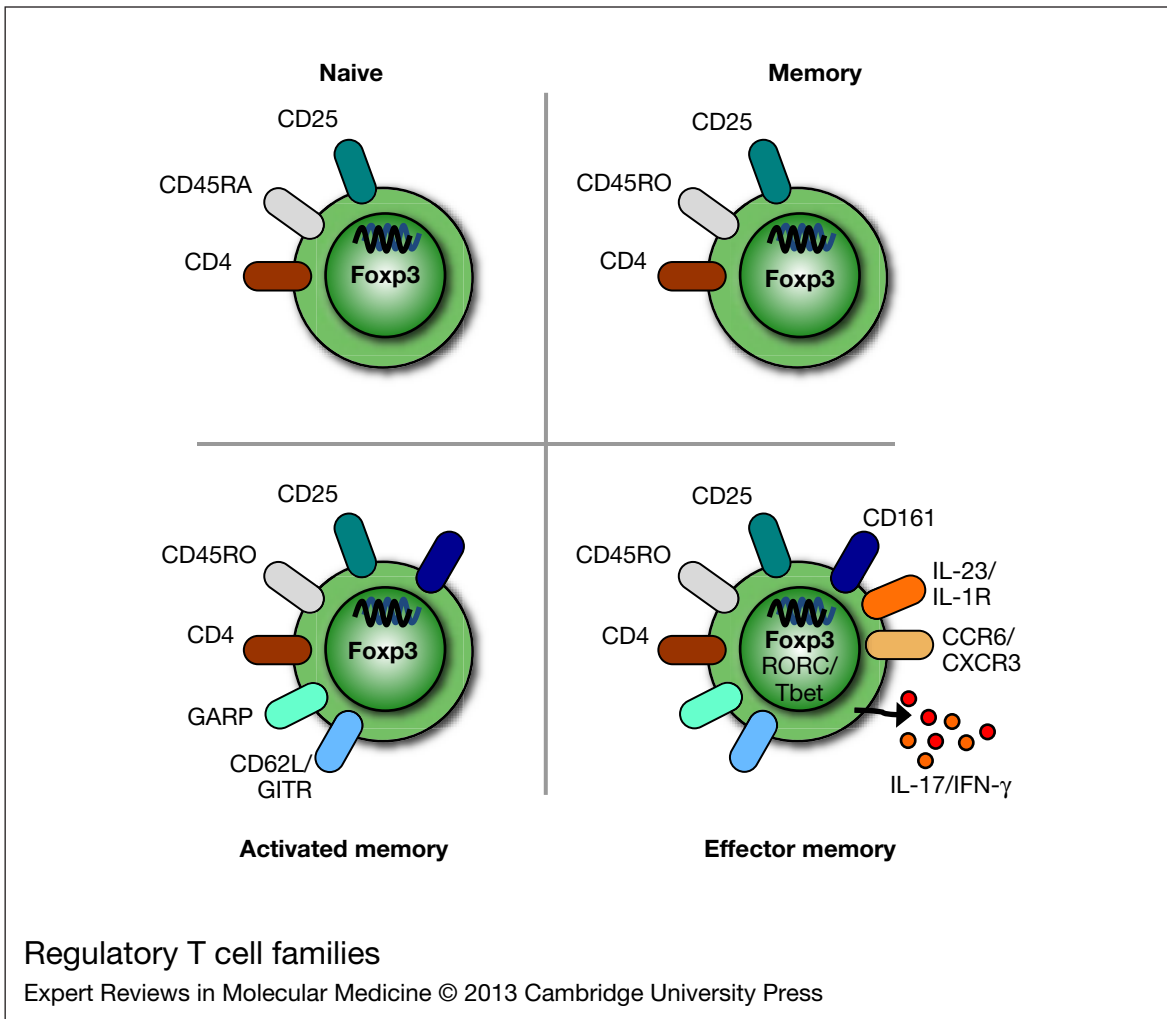 Naive
CD25
CD45RA
CD4
Foxp3
Memory
CD25
CD45RO
CD4
Foxp3
CD25
CD45RO
CD4
GARP
CD62L/
GITR
Foxp3
Activated memory
CD25
CD161
CD45RO
IL-23/
IL-1R
CD4
Foxp3
RORC/
Tbet
CCR6/
CXCR3
IL-17/IFN-γ
Effector memory
Regulatory T cell families
Expert Reviews in Molecular Medicine © 2013 Cambridge University Press